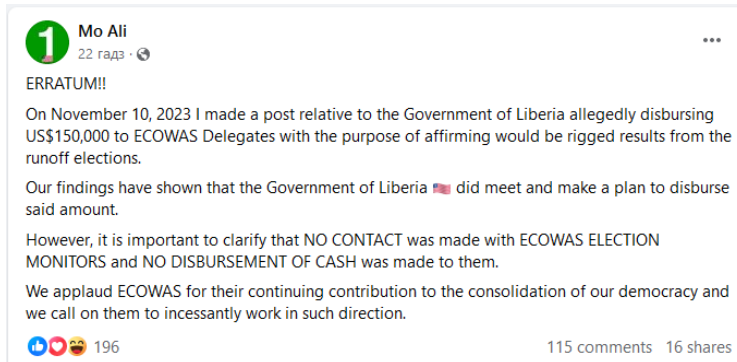 1
Mo Ali
22 гадз ·
ERRATUM!!
On November 10, 2023 I made a post relative to the Government of Liberia allegedly disbursing
US$150,000 to ECOWAS Delegates with the purpose of affirming would be rigged results from the
runoff elections.
Our findings have shown that the Government of Liberia 🇱🇷 did meet and make a plan to disburse
said amount.
However, it is important to clarify that NO CONTACT was made with ECOWAS ELECTION
MONITORS and NO DISBURSEMENT OF CASH was made to them.
We applaud ECOWAS for their continuing contribution to the consolidation of our democracy and
we call on them to incessantly work in such direction.
196 115 comments 16 shares